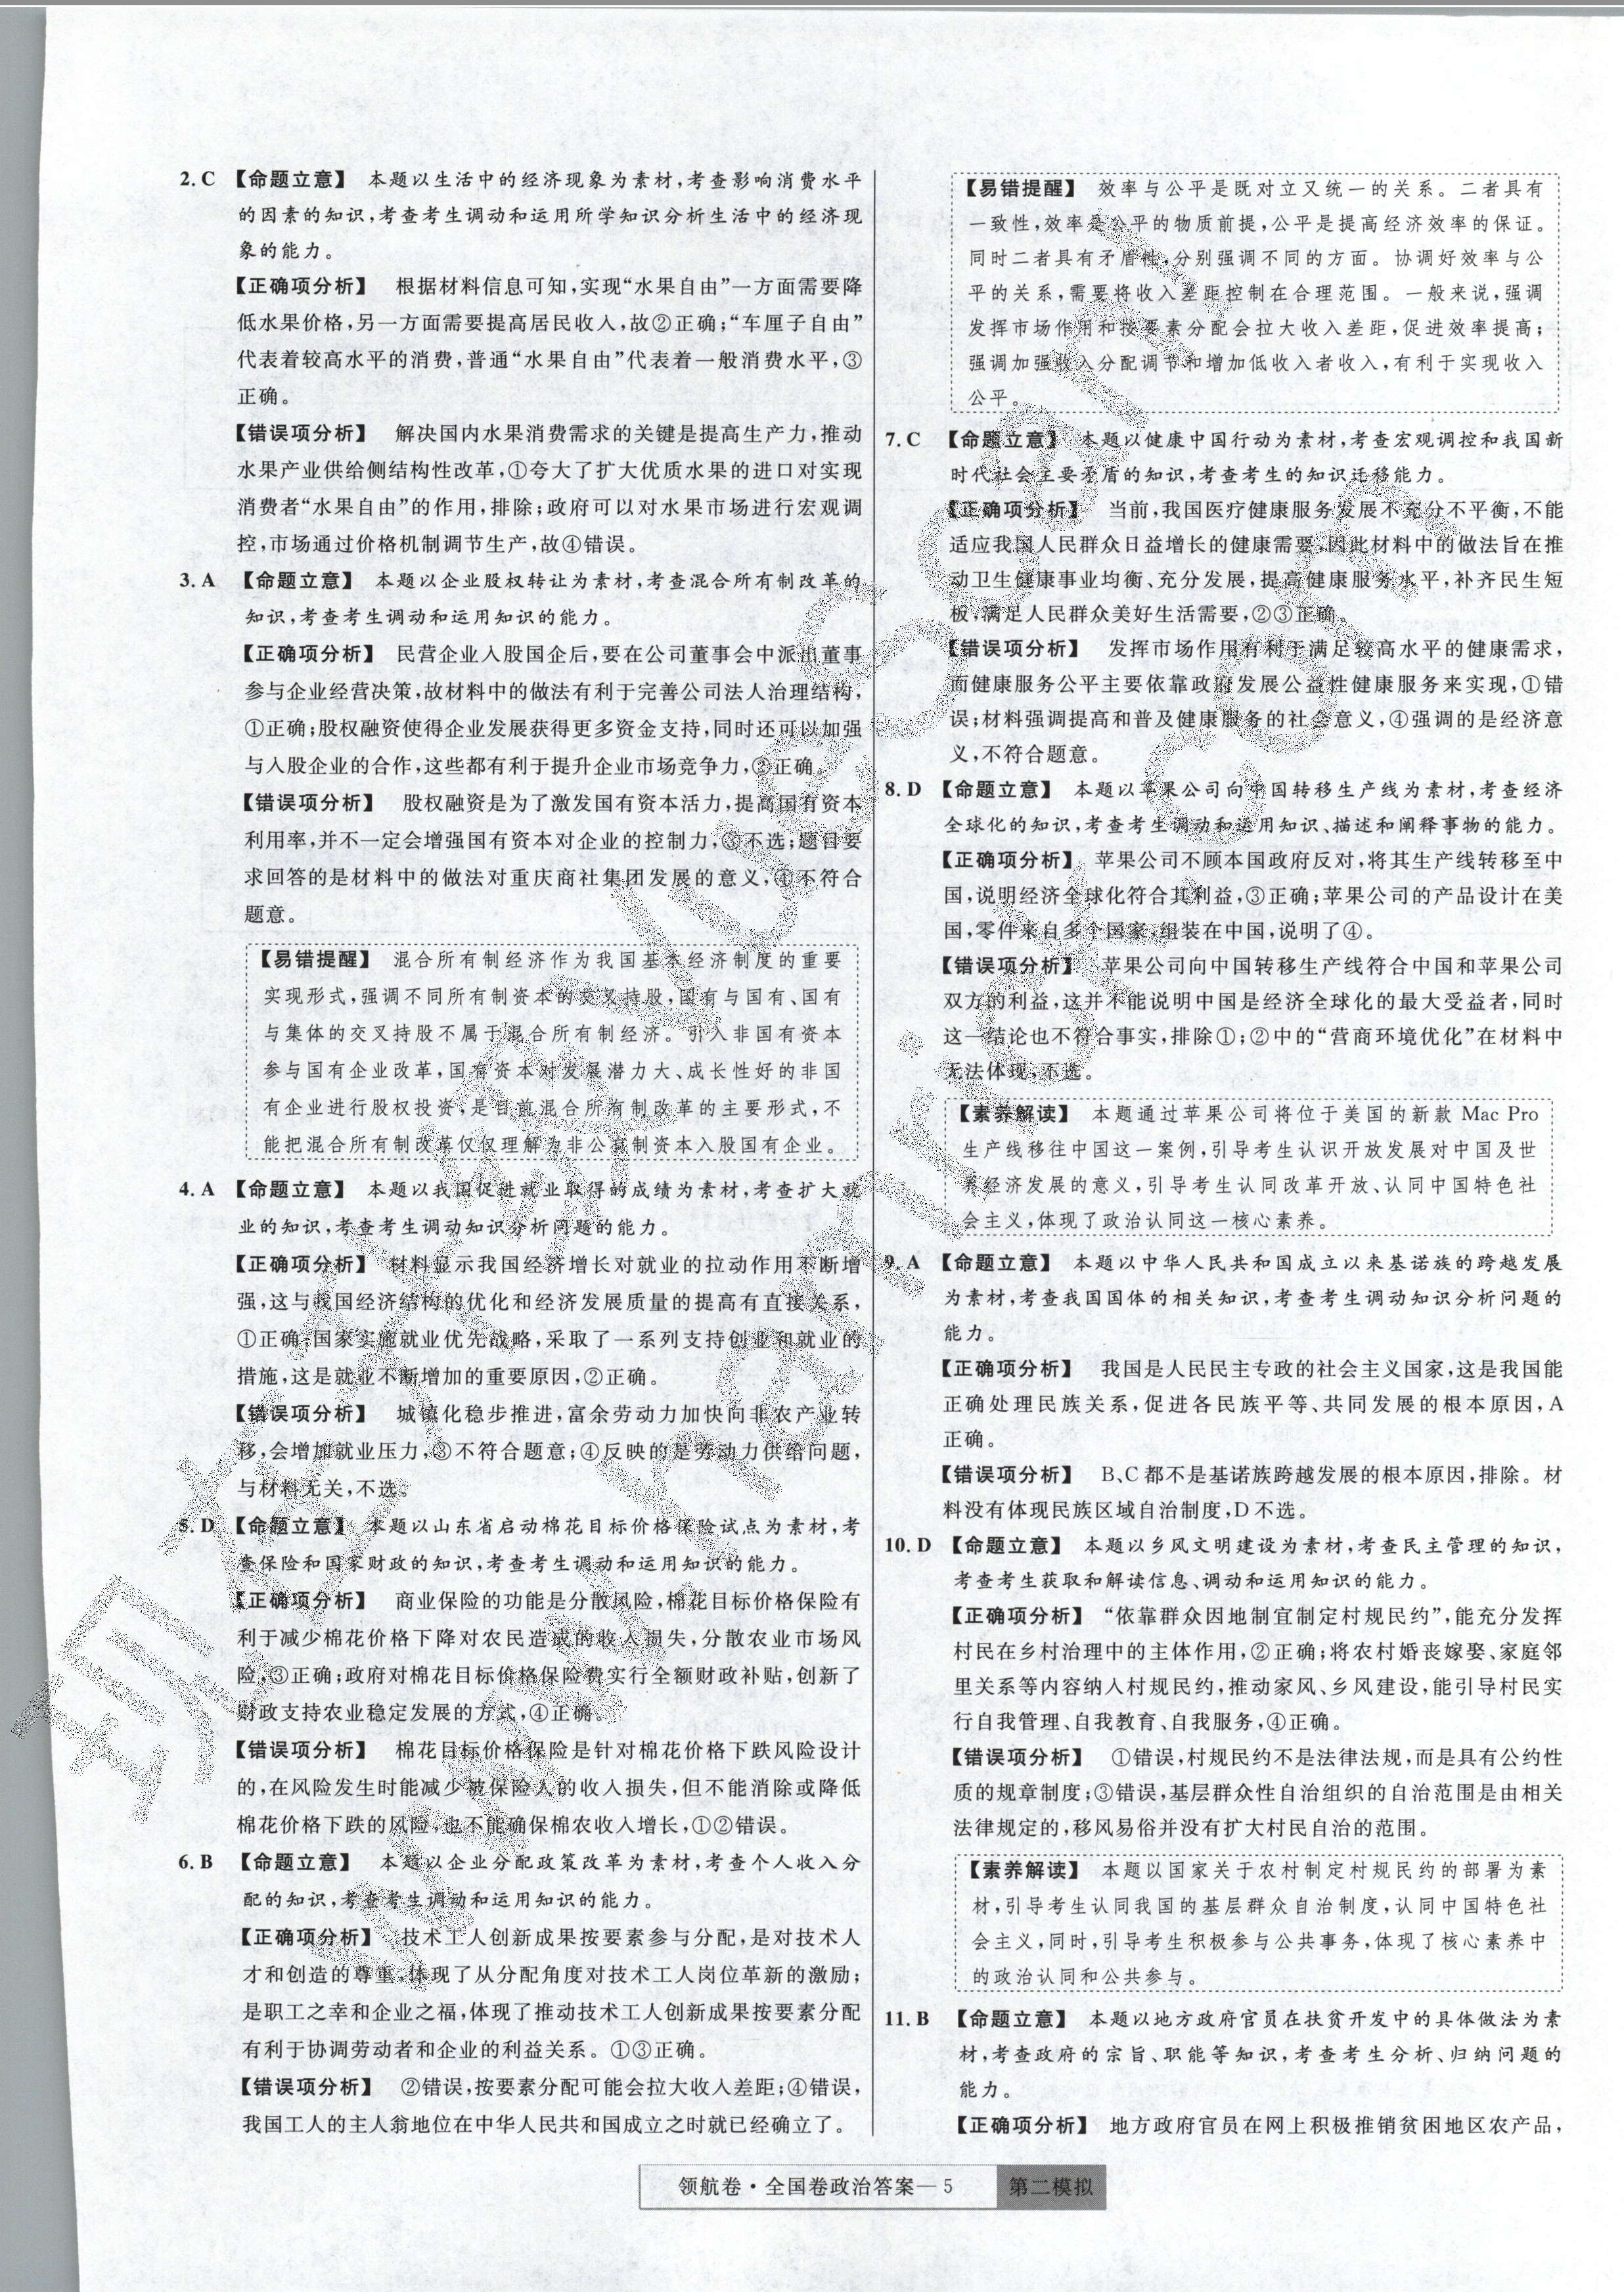 2. C 【命题立意】 本题以生活中的经济现象为素材,考查影响消费水平
的因素的知识,考查考生调动和运用所学知识分析生活中的经济现
象的能力。
【正确项分析】 根据材料信息可知,实现“水果自由”一方面需要降
低水果价格,另一方面需要提高居民收入,故②正确;“车厘子自由”
代表着较高水平的消费,普通“水果自由”代表着一般消费水平,③
正确。
【错误项分析】 解决国内水果消费需求的关键是提高生产力,推动
水果产业供给侧结构性改革,①夸大了扩大优质水果的进口对实现
消费者“水果自由”的作用,排除;政府可以对水果市场进行宏观调
控,市场通过价格机制调节生产,故④错误。
3. A 【命题立意】 本题以企业股权转让为素材,考查混合所有制改革的
知识,考查考生调动和运用知识的能力。
【正确项分析】 民营企业入股国企后,要在公司董事会中派出董事
参与企业经营决策,故材料中的做法有利于完善公司法人治理结构,
①正确;股权融资使得企业发展获得更多资金支持,同时还可以加强
与入股企业的合作,这些都有利于提升企业市场竞争力,②正确。
【错误项分析】 股权融资是为了激发国有资本活力,提高国有资本
利用率,并不一定会增强国有资本对企业的控制力,③不选;题目要
求回答的是材料中的做法对重庆商社集团发展的意义,④不符合
题意。
【易错提醒】 混合所有制经济作为我国基本经济制度的重要
实现形式,强调不同所有制资本的交叉持股,国有与国有、国有
与集体的交叉持股不属于混合所有制经济。引入非国有资本
参与国有企业改革,国有资本对发展潜力大、成长性好的非国
有企业进行股权投资,是目前混合所有制改革的主要形式,不
能把混合所有制改革仅仅理解为非公有制资本入股国有企业。
4. A 【命题立意】 本题以我国促进就业取得的成绩为素材,考查扩大就
业的知识,考查考生调动知识分析问题的能力。
【正确项分析】 材料显示我国经济增长对就业的拉动作用不断增
强,这与我国经济结构的优化和经济发展质量的提高有直接关系,
①正确;国家实施就业优先战略,采取了一系列支持创业和就业的
措施,这是就业不断增加的重要原因,②正确。
【错误项分析】 城镇化稳步推进,富余劳动力加快向非农产业转
移,会增加就业压力,③不符合题意;④反映的是劳动力供给问题,
与材料无关,不选。
5. D 【命题立意】 本题以山东省启动棉花目标价格保险试点为素材,考
查保险和国家财政的知识,考查考生调动和运用知识的能力。
【正确项分析】 商业保险的功能是分散风险,棉花目标价格保险有
利于减少棉花价格下降对农民造成的收入损失,分散农业市场风
险,③正确;政府对棉花目标价格保险费实行全额财政补贴,创新了
财政支持农业稳定发展的方式,④正确。
【错误项分析】 棉花目标价格保险是针对棉花价格下跌风险设计
的,在风险发生时能减少被保险人的收入损失,但不能消除或降低
棉花价格下跌的风险,也不能确保棉农收入增长,①②错误。
6. B 【命题立意】 本题以企业分配政策改革为素材,考查个人收入分
配的知识,考查考生调动和运用知识的能力。
【正确项分析】 技术工人创新成果按要素参与分配,是对技术人
才和创造的尊重,体现了从分配角度对技术工人岗位革新的激励;
是职工之幸和企业之福,体现了推动技术工人创新成果按要素分配
有利于协调劳动者和企业的利益关系。①③正确。
【错误项分析】 ②错误,按要素分配可能会拉大收入差距;④错误,
我国工人的主人翁地位在中华人民共和国成立之时就已经确立了。
【易错提醒】 效率与公平是既对立又统一的关系。二者具有
一致性,效率是公平的物质前提,公平是提高经济效率的保证。
同时二者具有矛盾性,分别强调不同的方面。协调好效率与公
平的关系,需要将收入差距控制在合理范围。一般来说,强调
发挥市场作用和按要素分配会拉大收入差距,促进效率提高;
强调加强收入分配调节和增加低收入者收入,有利于实现收入
公平。
7. C 【命题立意】 本题以健康中国行动为素材,考查宏观调控和我国新
时代社会主要矛盾的知识,考查考生的知识迁移能力。
【正确项分析】 当前,我国医疗健康服务发展不充分不平衡,不能
适应我国人民群众日益增长的健康需要,因此材料中的做法旨在推
动卫生健康事业均衡、充分发展,提高健康服务水平,补齐民生短
板,满足人民群众美好生活需要,②③正确。
【错误项分析】 发挥市场作用有利于满足较高水平的健康需求,
而健康服务公平主要依靠政府发展公益性健康服务来实现,①错
误;材料强调提高和普及健康服务的社会意义,④强调的是经济意
义,不符合题意。
8. D 【命题立意】 本题以苹果公司向中国转移生产线为素材,考查经济
全球化的知识,考查考生调动和运用知识、描述和阐释事物的能力。
【正确项分析】 苹果公司不顾本国政府反对,将其生产线转移至中
国,说明经济全球化符合其利益,③正确;苹果公司的产品设计在美
国,零件来自多个国家,组装在中国,说明了④。
【错误项分析】 苹果公司向中国转移生产线符合中国和苹果公司
双方的利益,这并不能说明中国是经济全球化的最大受益者,同时
这一结论也不符合事实,排除①;②中的“营商环境优化”在材料中
无法体现,不选。
【素养解读】 本题通过苹果公司将位于美国的新款 Mac Pro
生产线移往中国这一案例,引导考生认识开放发展对中国及世
界经济发展的意义,引导考生认同改革开放、认同中国特色社
会主义,体现了政治认同这一核心素养。
9. A 【命题立意】 本题以中华人民共和国成立以来基诺族的跨越发展
为素材,考查我国国体的相关知识,考查考生调动知识分析问题的
能力。
【正确项分析】 我国是人民民主专政的社会主义国家,这是我国能
正确处理民族关系,促进各民族平等、共同发展的根本原因,A
正确。
【错误项分析】 B、C都不是基诺族跨越发展的根本原因,排除。材
料没有体现民族区域自治制度,D不选。
10. D 【命题立意】 本题以乡风文明建设为素材,考查民主管理的知识,
考查考生获取和解读信息、调动和运用知识的能力。
【正确项分析】 “依靠群众因地制宜制定村规民约”,能充分发挥
村民在乡村治理中的主体作用,②正确;将农村婚丧嫁娶、家庭邻
里关系等内容纳入村规民约,推动家风、乡风建设,能引导村民实
行自我管理、自我教育、自我服务,④正确。
【错误项分析】 ①错误,村规民约不是法律法规,而是具有公约性
质的规章制度;③错误,基层群众性自治组织的自治范围是由相关
法律规定的,移风易俗并没有扩大村民自治的范围。
【素养解读】 本题以国家关于农村制定村规民约的部署为素
材,引导考生认同我国的基层群众自治制度,认同中国特色社
会主义,同时,引导考生积极参与公共事务,体现了核心素养中
的政治认同和公共参与。
11. B 【命题立意】 本题以地方政府官员在扶贫开发中的具体做法为素
材,考查政府的宗旨、职能等知识,考查考生分析、归纳问题的
能力。
【正确项分析】 地方政府官员在网上积极推销贫困地区农产品,
领航卷·全国卷政治答案—5 第二模拟